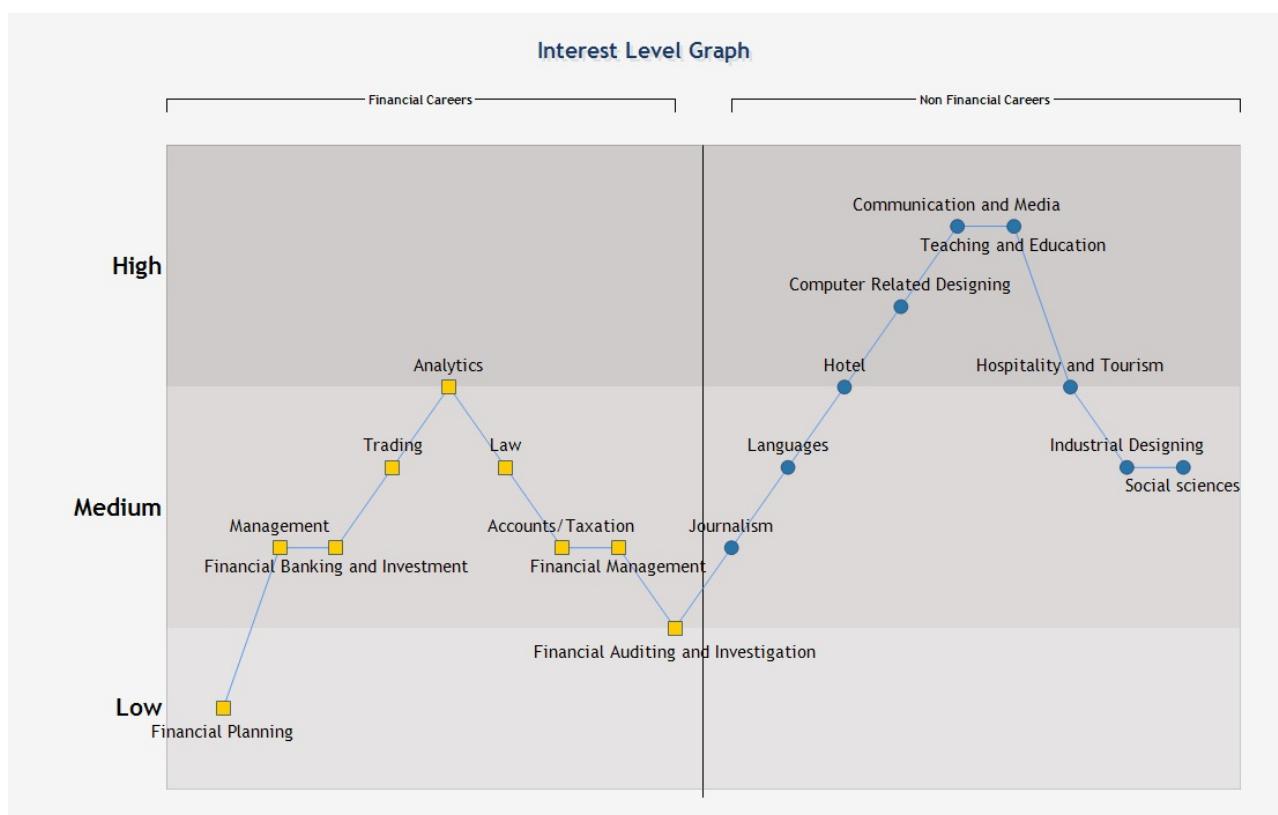 Interest Level Graph
Financial Careers
Non Financial Careers
High
Medium
Low
Financial Planning
Management
Financial Banking and Investment
Trading
Analytics
Law
Accounts/Taxation
Financial Management
Financial Auditing and Investigation
Journalism
Languages
Hotel
Computer Related Designing
Communication and Media
Teaching and Education
Hospitality and Tourism
Industrial Designing
Social sciences